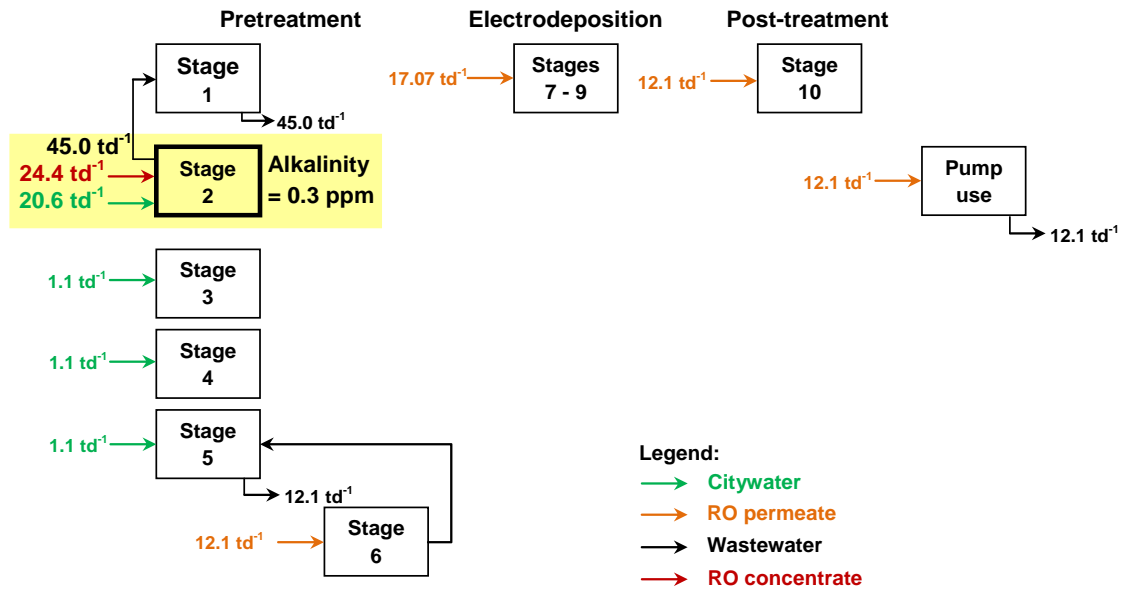 Pretreatment
Electrodeposition
Post-treatment
Stage
1
45.0 td⁻¹
17.07 td⁻¹
Stages
7 - 9
12.1 td⁻¹
Stage
10
45.0 td⁻¹
24.4 td⁻¹
20.6 td⁻¹
Stage
2
Alkalinity
= 0.3 ppm
12.1 td⁻¹
Pump
use
12.1 td⁻¹
1.1 td⁻¹
Stage
3
1.1 td⁻¹
Stage
4
1.1 td⁻¹
Stage
5
12.1 td⁻¹
12.1 td⁻¹
Stage
6
Legend:
Citywater
RO permeate
Wastewater
RO concentrate